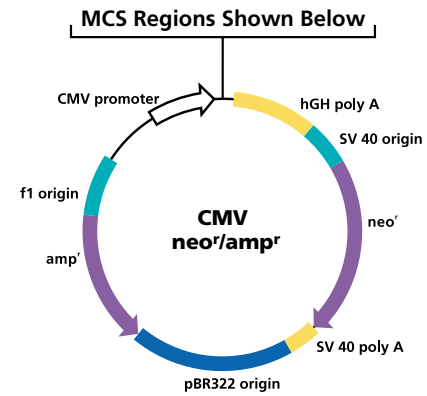 MCS Regions Shown Below
CMV promoter
hGH poly A
SV 40 origin
f1 origin
CMV
neoʳ/ampʳ
neoʳ
ampʳ
SV 40 poly A
pBR322 origin